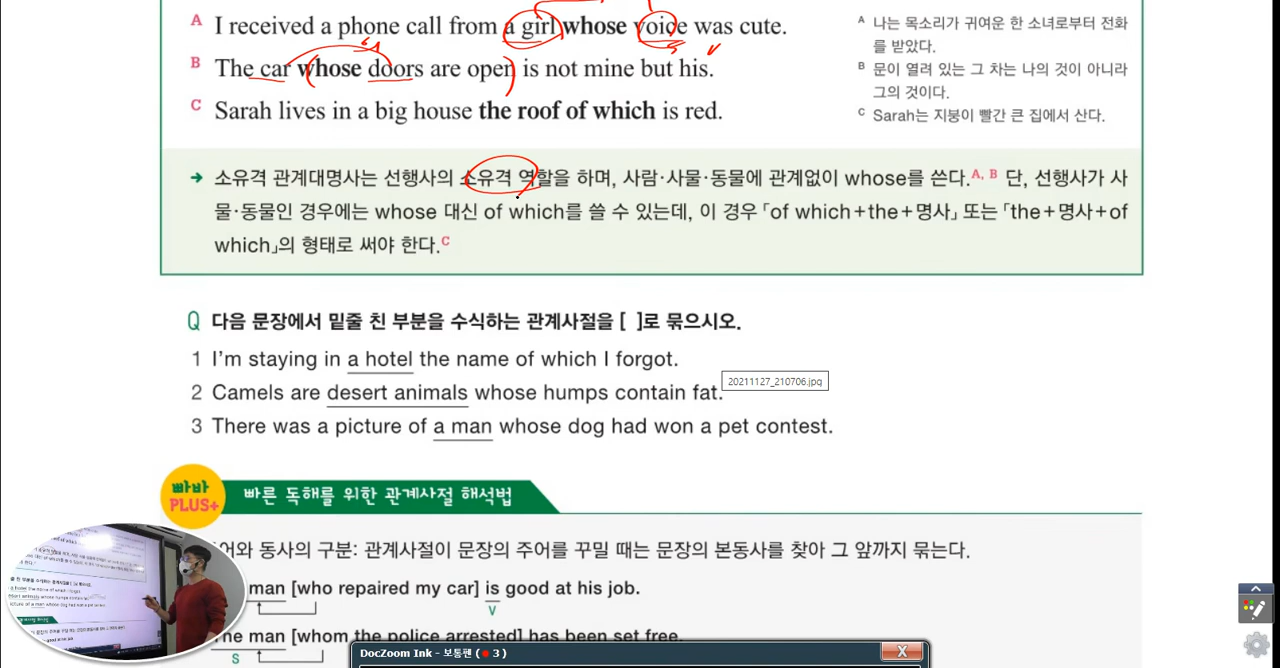 A I received a phone call from a girl whose voice was cute.
B The car whose doors are open is not mine but his.
C Sarah lives in a big house the roof of which is red.
A 나는 목소리가 귀여운 한 소녀로부터 전화
를 받았다.
B 문이 열려 있는 그 차는 나의 것이 아니라
그의 것이다.
C Sarah는 지붕이 빨간 큰 집에서 산다.
→ 소유격 관계대명사는 선행사의 소유격 역할을 하며, 사람·사물·동물에 관계없이 whose를 쓴다.A, B 단, 선행사가 사
물·동물인 경우에는 whose 대신 of which를 쓸 수 있는데, 이 경우 「of which+the+명사」 또는 「the+명사+of
which」의 형태로 써야 한다.C
Q 다음 문장에서 밑줄 친 부분을 수식하는 관계사절을 [ ]로 묶으시오.
1 I'm staying in a hotel the name of which I forgot.
20211127_210706.jpg
2 Camels are desert animals whose humps contain fat.
3 There was a picture of a man whose dog had won a pet contest.
빠바
PLUS+
빠른 독해를 위한 관계사절 해석법
어와 동사의 구분: 관계사절이 문장의 주어를 꾸밀 때는 문장의 본동사를 찾아 그 앞까지 묶는다.
man [who repaired my car] is good at his job.
V
The man [whom the police arrested] has been set free.
S
DocZoom Ink - 보통펜 ( 3 )
X